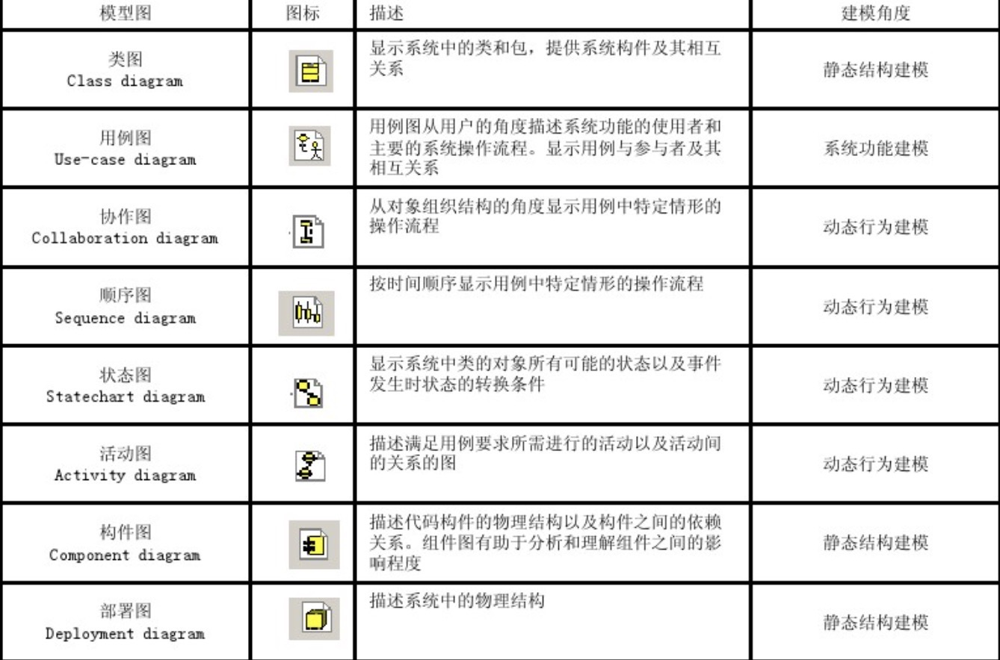 模型图 图标 描述 建模角度
类图
Class diagram
显示系统中的类和包，提供系统构件及其相互
关系
静态结构建模
用例图
Use-case diagram
用例图从用户的角度描述系统功能的使用者和
主要的系统操作流程。显示用例与参与者及其
相互关系
系统功能建模
协作图
Collaboration diagram
从对象组织结构的角度显示用例中特定情形的
操作流程
动态行为建模
顺序图
Sequence diagram
按时间顺序显示用例中特定情形的操作流程
动态行为建模
状态图
Statechart diagram
显示系统中类的对象所有可能的状态以及事件
发生时状态的转换条件
动态行为建模
活动图
Activity diagram
描述满足用例要求所需进行的活动以及活动间
的关系的图
动态行为建模
构件图
Component diagram
描述代码构件的物理结构以及构件之间的依赖
关系。组件图有助于分析和理解组件之间的影
响程度
静态结构建模
部署图
Deployment diagram
描述系统中的物理结构
静态结构建模